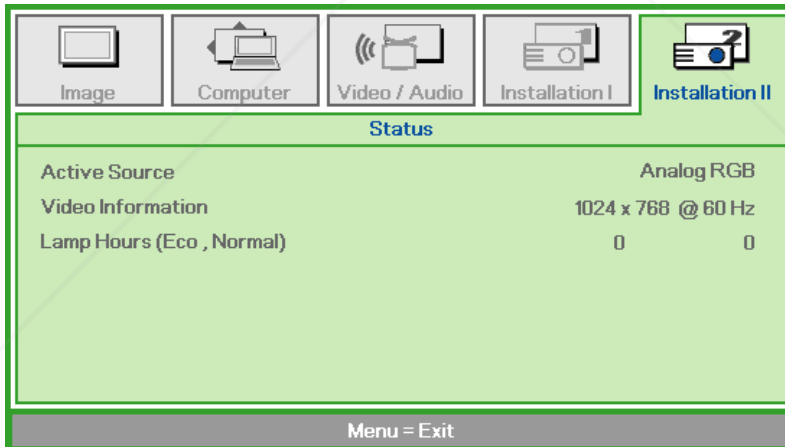 Image Computer Video / Audio Installation I Installation II
Status
Active Source Analog RGB
Video Information 1024 x 768 @ 60 Hz
Lamp Hours (Eco , Normal) 0 0
Menu = Exit